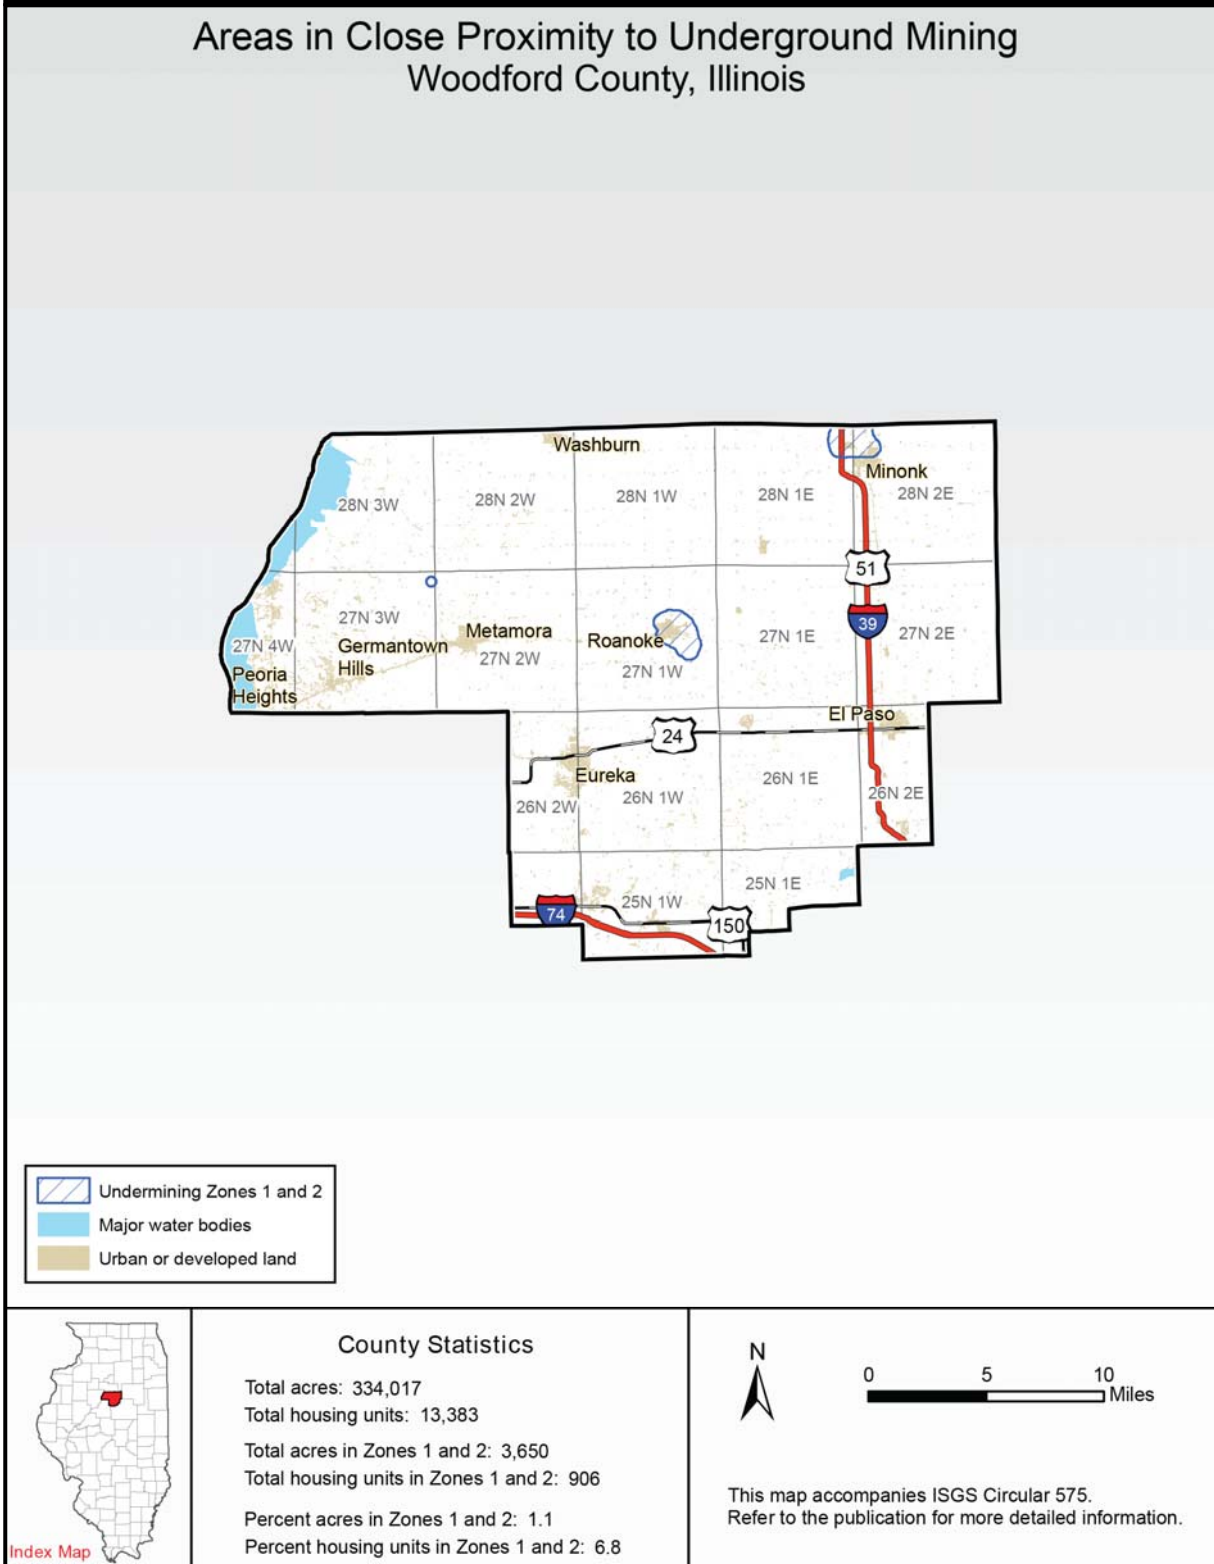 Areas in Close Proximity to Underground Mining
Woodford County, Illinois
Washburn
Minonk
28N 3W
28N 2W
28N 1W
28N 1E
28N 2E
51
39
27N 3W
Metamora
Roanoke
27N 1E
27N 2E
27N 4W
Germantown
Hills
27N 2W
27N 1W
Peoria
Heights
El Paso
24
Eureka
26N 2W
26N 1W
26N 1E
26N 2E
25N 1E
25N 1W
74
150
Undermining Zones 1 and 2
Major water bodies
Urban or developed land
Index Map
County Statistics
Total acres: 334,017
Total housing units: 13,383
Total acres in Zones 1 and 2: 3,650
Total housing units in Zones 1 and 2: 906
Percent acres in Zones 1 and 2: 1.1
Percent housing units in Zones 1 and 2: 6.8
N
0 5 10
Miles
This map accompanies ISGS Circular 575.
Refer to the publication for more detailed information.